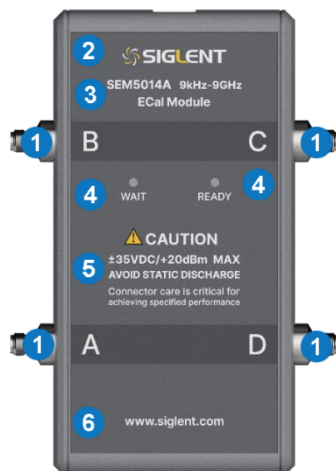 2 SIGLENT
3 SEM5014A 9kHz-9GHz
ECal Module
1 B C 1
4 WAIT READY 4
CAUTION
5 ±35VDC/+20dBm MAX
AVOID STATIC DISCHARGE
Connector care is critical for
achieving specified performance
1 A D 1
6 www.siglent.com